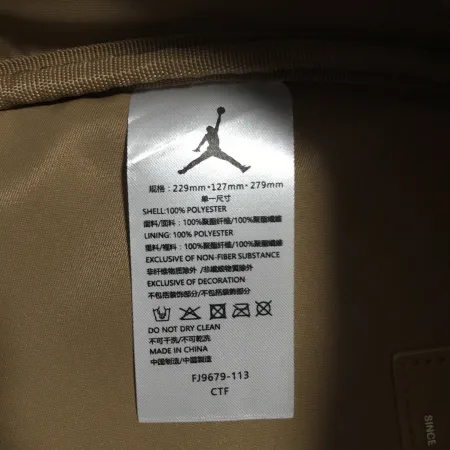 规格：229mm·127mm·279mm
单一尺寸
SHELL:100% POLYESTER
面料/面料：100%聚酯纤维/100%聚酯纖維
LINING: 100% POLYESTER
里料/裡料：100%聚酯纤维/100%聚酯纖維
EXCLUSIVE OF NON-FIBER SUBSTANCE
非纤维物质除外 /非纖維物質除外
EXCLUSIVE OF DECORATION
不包括装饰部分/不包括裝飾部分
DO NOT DRY CLEAN
不可干洗/不可乾洗
MADE IN CHINA
中国制造/中國製造
FJ9679-113
CTF
SINCE